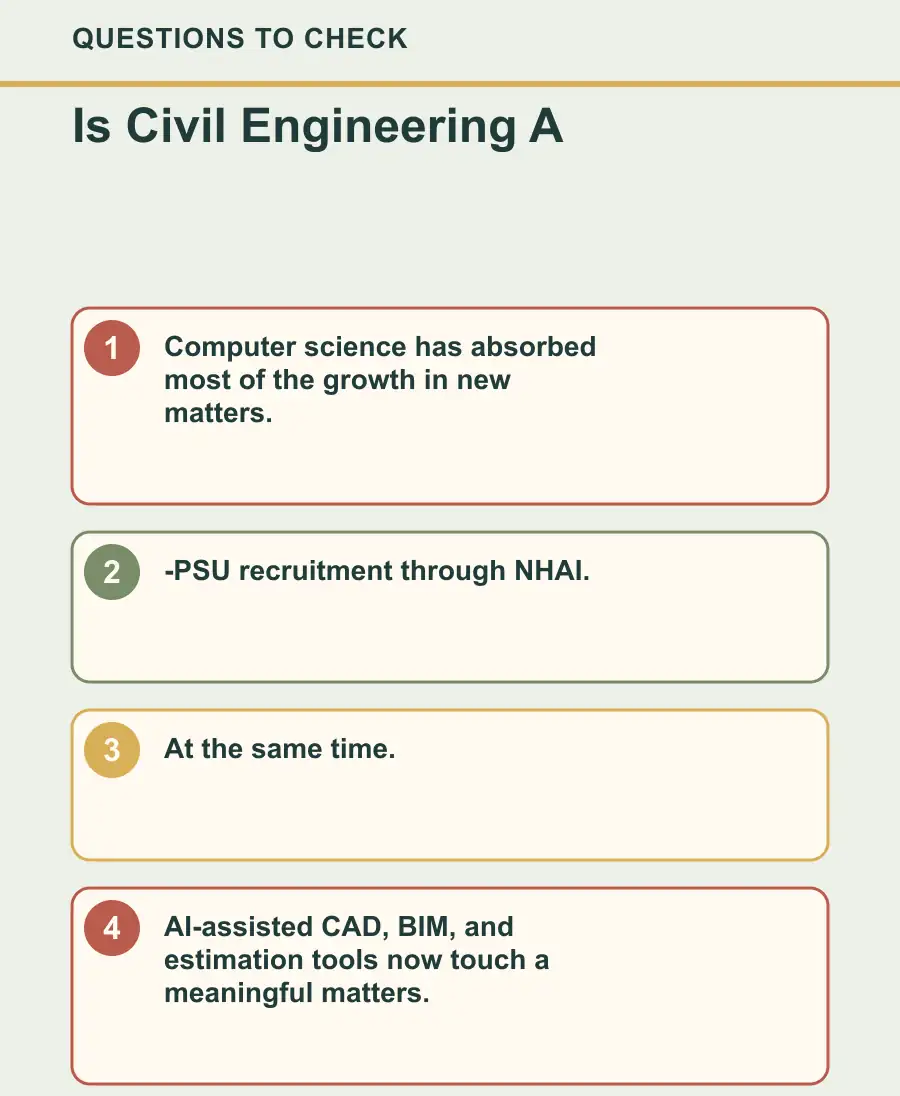 QUESTIONS TO CHECK
Is Civil Engineering A
1
Computer science has absorbed
most of the growth in new
matters.
2
-PSU recruitment through NHAI.
3
At the same time.
4
AI-assisted CAD, BIM, and
estimation tools now touch a
meaningful matters.